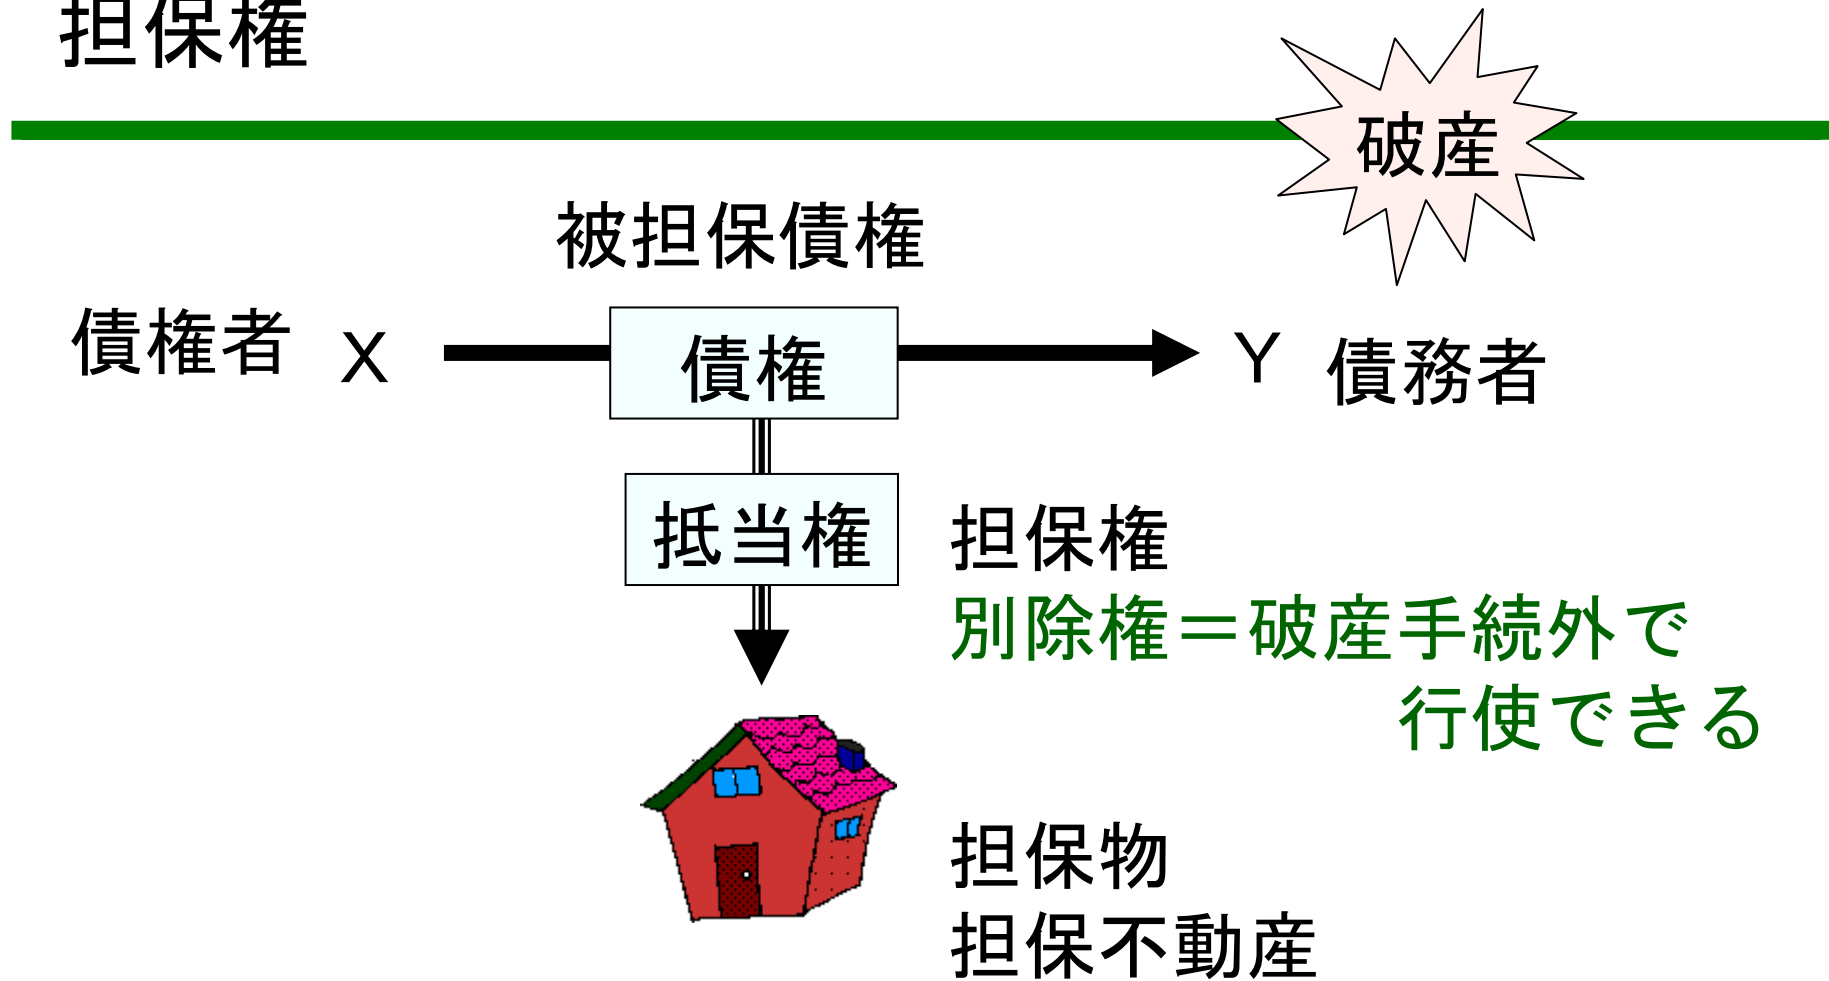 担保権
破産
被担保債権
債権者 X 債権 Y 債務者
抵当権
担保権
別除権＝破産手続外で
行使できる
担保物
担保不動産